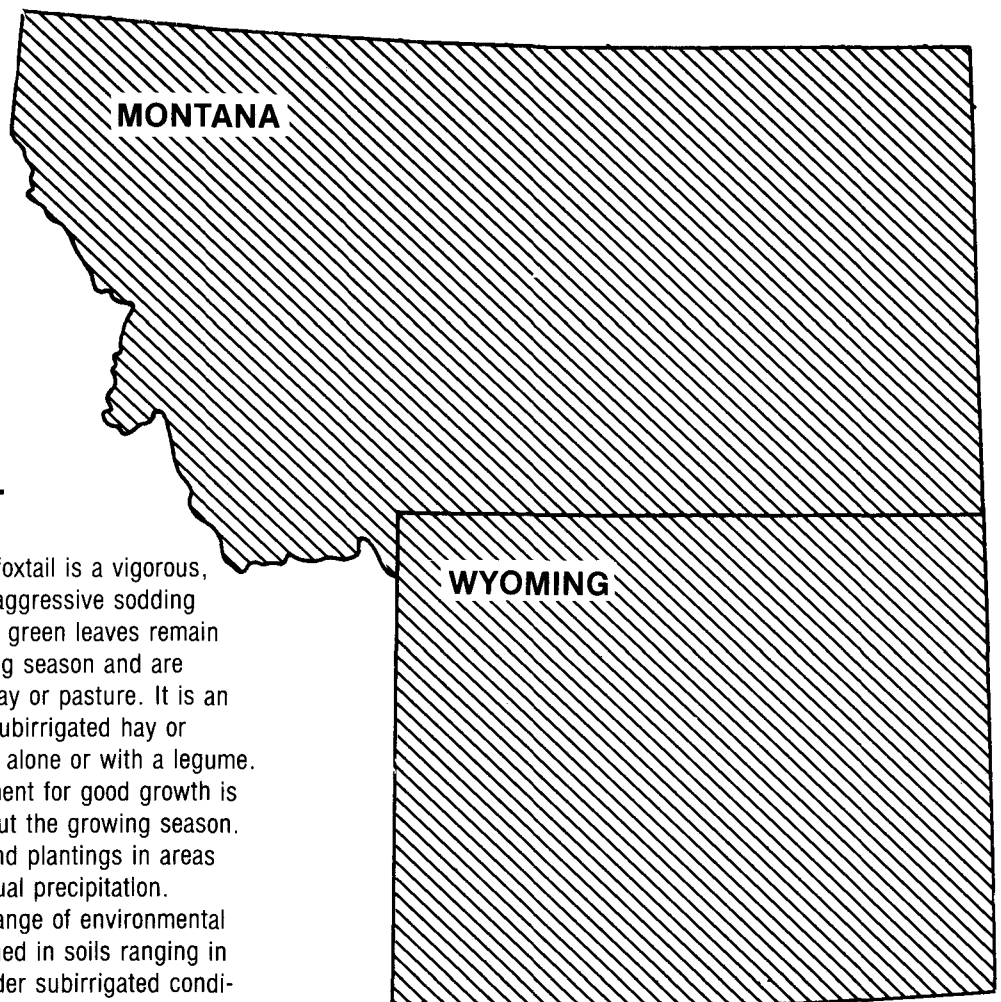 MONTANA
WYOMING
foxtail is a vigorous,
aggressive sodding
green leaves remain
g season and are
ay or pasture. It is an
ubirrigated hay or
alone or with a legume.
ent for good growth is
ut the growing season.
nd plantings in areas
ual precipitation.
ange of environmental
ed in soils ranging in
der subirrigated condi-